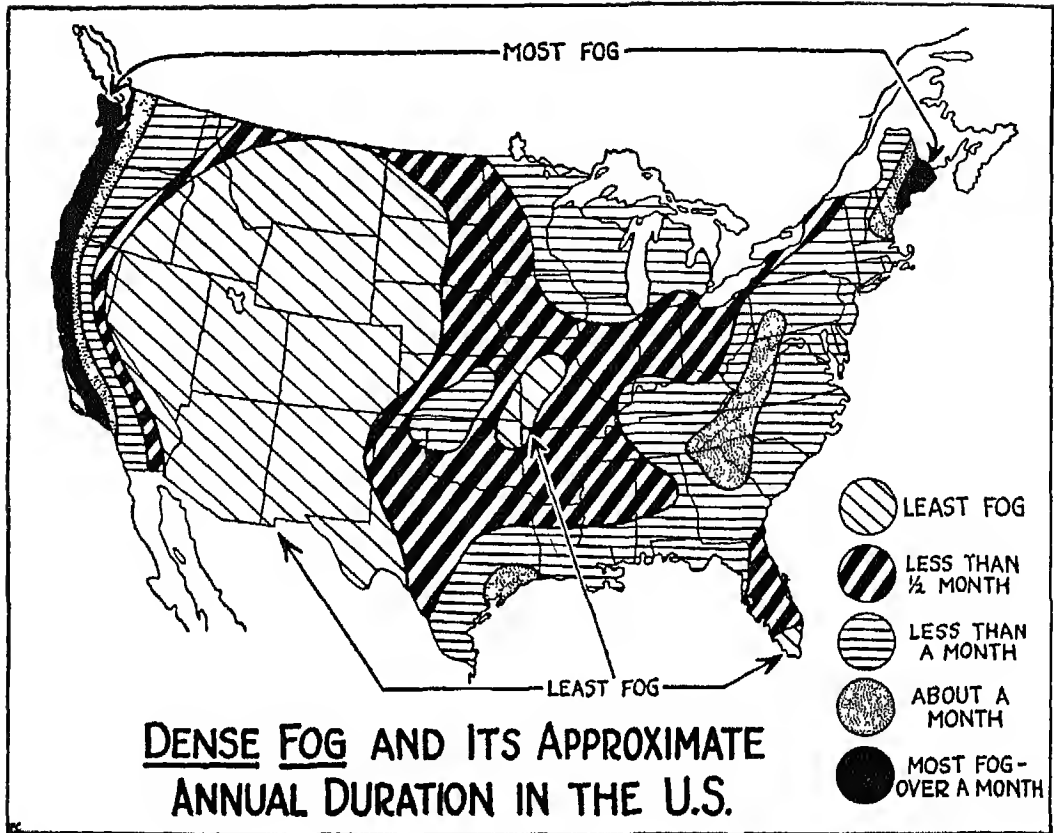 MOST FOG
LEAST FOG
LESS THAN
½ MONTH
LESS THAN
A MONTH
ABOUT A
MONTH
MOST FOG-
OVER A MONTH
LEAST FOG
DENSE FOG AND ITS APPROXIMATE
ANNUAL DURATION IN THE U.S.